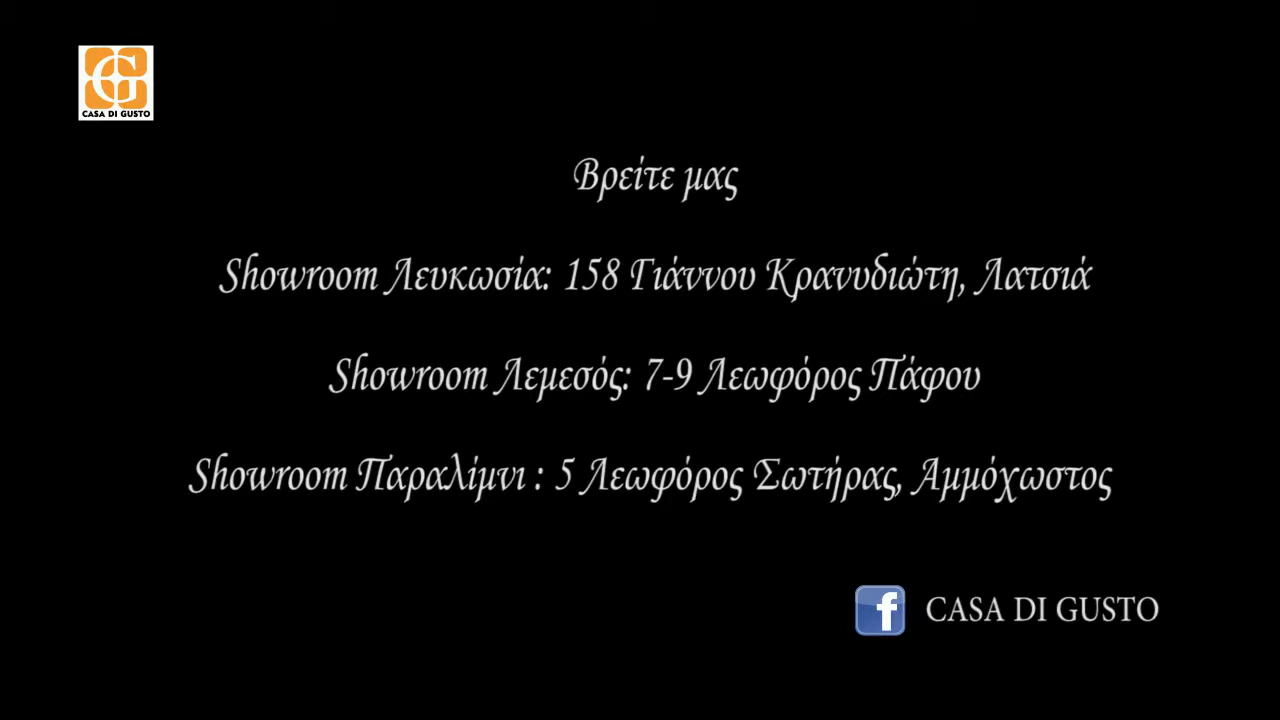 G
CASA DI GUSTO
Βρείτε μας
Showroom Λευκωσία: 158 Γιάννου Κρανυδιώτη, Λατσιά
Showroom Λεμεσός: 7-9 Λεωφόρος Πάφου
Showroom Παραλίμνι : 5 Λεωφόρος Σωτήρας, Αμμόχωστος
f CASA DI GUSTO